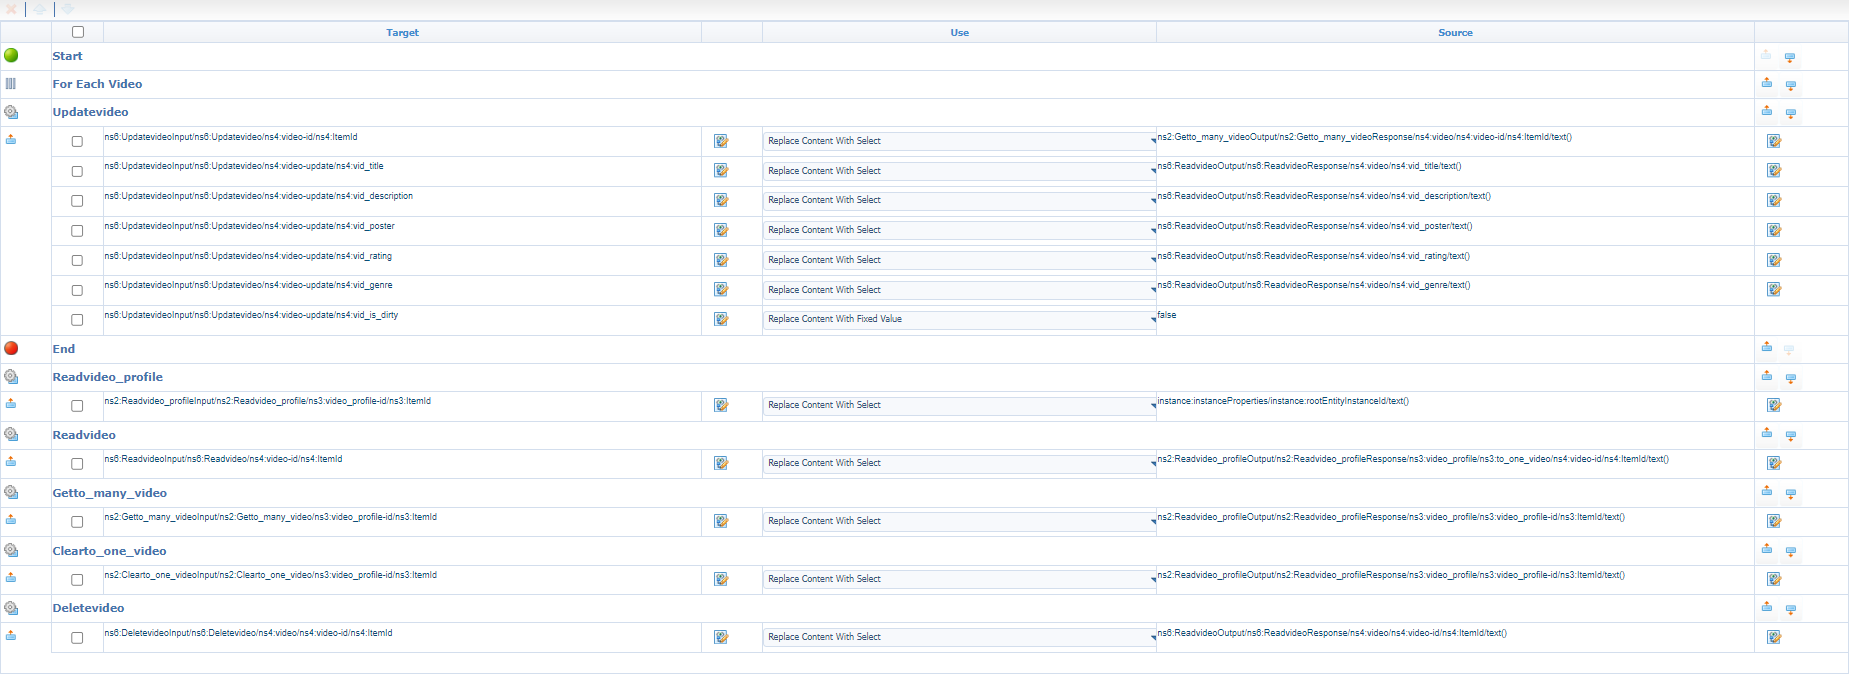 Target Use Source
Start
For Each Video
Updatevideo
ns6:UpdatevideoInput/ns6:Updatevideo/ns4:video-id/ns4:ItemId Replace Content With Select ns2:Getto_many_videoOutput/ns2:Getto_many_videoResponse/ns4:video/ns4:video-id/ns4:ItemId/text()
ns6:UpdatevideoInput/ns6:Updatevideo/ns4:video-update/ns4:vid_title Replace Content With Select ns6:ReadvideoOutput/ns6:ReadvideoResponse/ns4:video/ns4:vid_title/text()
ns6:UpdatevideoInput/ns6:Updatevideo/ns4:video-update/ns4:vid_description Replace Content With Select ns6:ReadvideoOutput/ns6:ReadvideoResponse/ns4:video/ns4:vid_description/text()
ns6:UpdatevideoInput/ns6:Updatevideo/ns4:video-update/ns4:vid_poster Replace Content With Select ns6:ReadvideoOutput/ns6:ReadvideoResponse/ns4:video/ns4:vid_poster/text()
ns6:UpdatevideoInput/ns6:Updatevideo/ns4:video-update/ns4:vid_rating Replace Content With Select ns6:ReadvideoOutput/ns6:ReadvideoResponse/ns4:video/ns4:vid_rating/text()
ns6:UpdatevideoInput/ns6:Updatevideo/ns4:video-update/ns4:vid_genre Replace Content With Select ns6:ReadvideoOutput/ns6:ReadvideoResponse/ns4:video/ns4:vid_genre/text()
ns6:UpdatevideoInput/ns6:Updatevideo/ns4:video-update/ns4:vid_is_dirty Replace Content With Fixed Value false
End
Readvideo_profile
ns2:Readvideo_profileInput/ns2:Readvideo_profile/ns3:video_profile-id/ns3:ItemId Replace Content With Select instance:instanceProperties/instance:rootEntityInstanceId/text()
Readvideo
ns6:ReadvideoInput/ns6:Readvideo/ns4:video-id/ns4:ItemId Replace Content With Select ns2:Readvideo_profileOutput/ns2:Readvideo_profileResponse/ns3:video_profile/ns3:to_one_video/ns4:video-id/ns4:ItemId/text()
Getto_many_video
ns2:Getto_many_videoInput/ns2:Getto_many_video/ns3:video_profile-id/ns3:ItemId Replace Content With Select ns2:Readvideo_profileOutput/ns2:Readvideo_profileResponse/ns3:video_profile/ns3:video_profile-id/ns3:ItemId/text()
Clearto_one_video
ns2:Clearto_one_videoInput/ns2:Clearto_one_video/ns3:video_profile-id/ns3:ItemId Replace Content With Select ns2:Readvideo_profileOutput/ns2:Readvideo_profileResponse/ns3:video_profile/ns3:video_profile-id/ns3:ItemId/text()
Deletevideo
ns6:DeletevideoInput/ns6:Deletevideo/ns4:video/ns4:video-id/ns4:ItemId Replace Content With Select ns6:ReadvideoOutput/ns6:ReadvideoResponse/ns4:video/ns4:video-id/ns4:ItemId/text()